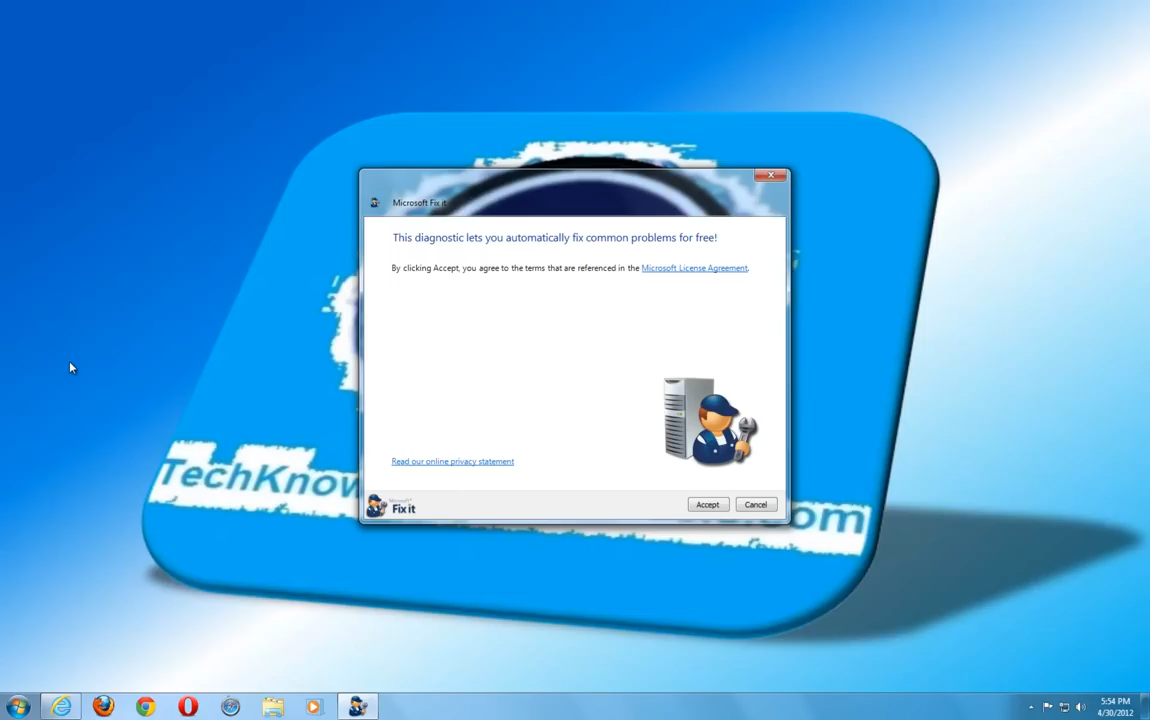 Microsoft Fix it
This diagnostic lets you automatically fix common problems for free!
By clicking Accept, you agree to the terms that are referenced in the Microsoft License Agreement.
TechKnow
.com
Read our online privacy statement
Microsoft®
Fix it
Accept
Cancel
5:54 PM
4/30/2012